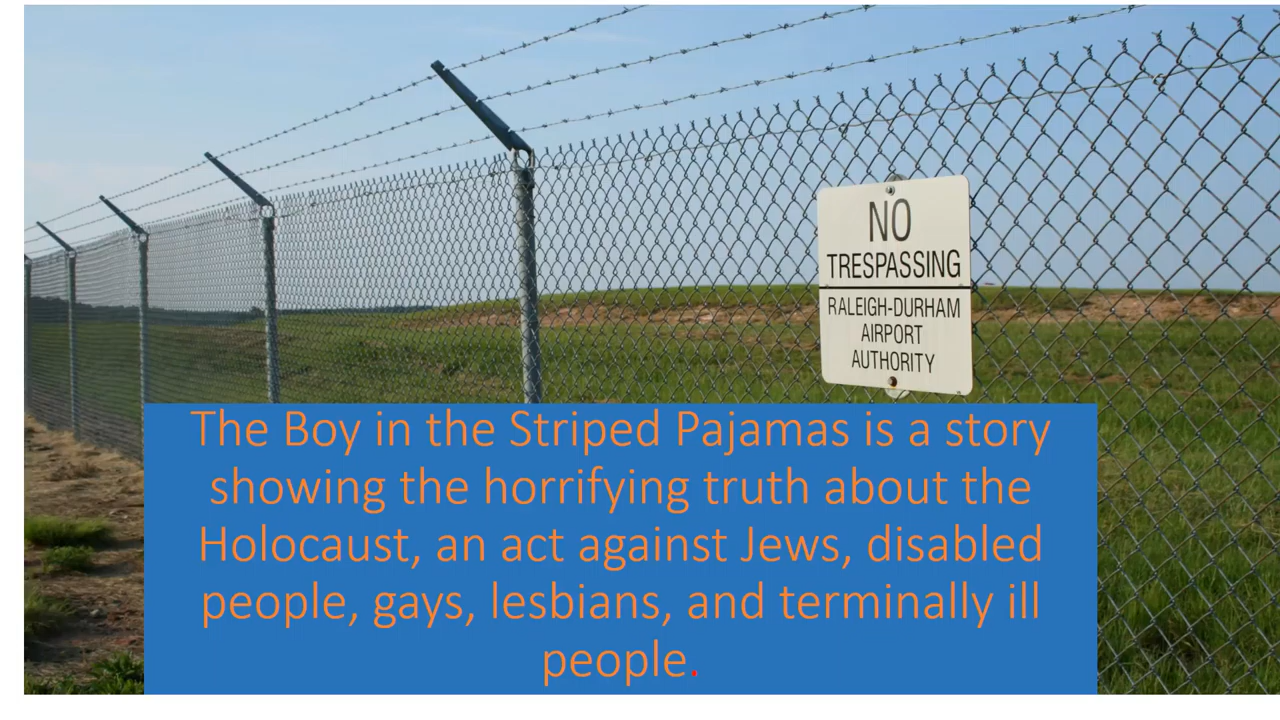 NO
TRESPASSING
RALEIGH-DURHAM
AIRPORT
AUTHORITY
The Boy in the Striped Pajamas is a story
showing the horrifying truth about the
Holocaust, an act against Jews, disabled
people, gays, lesbians, and terminally ill
people.